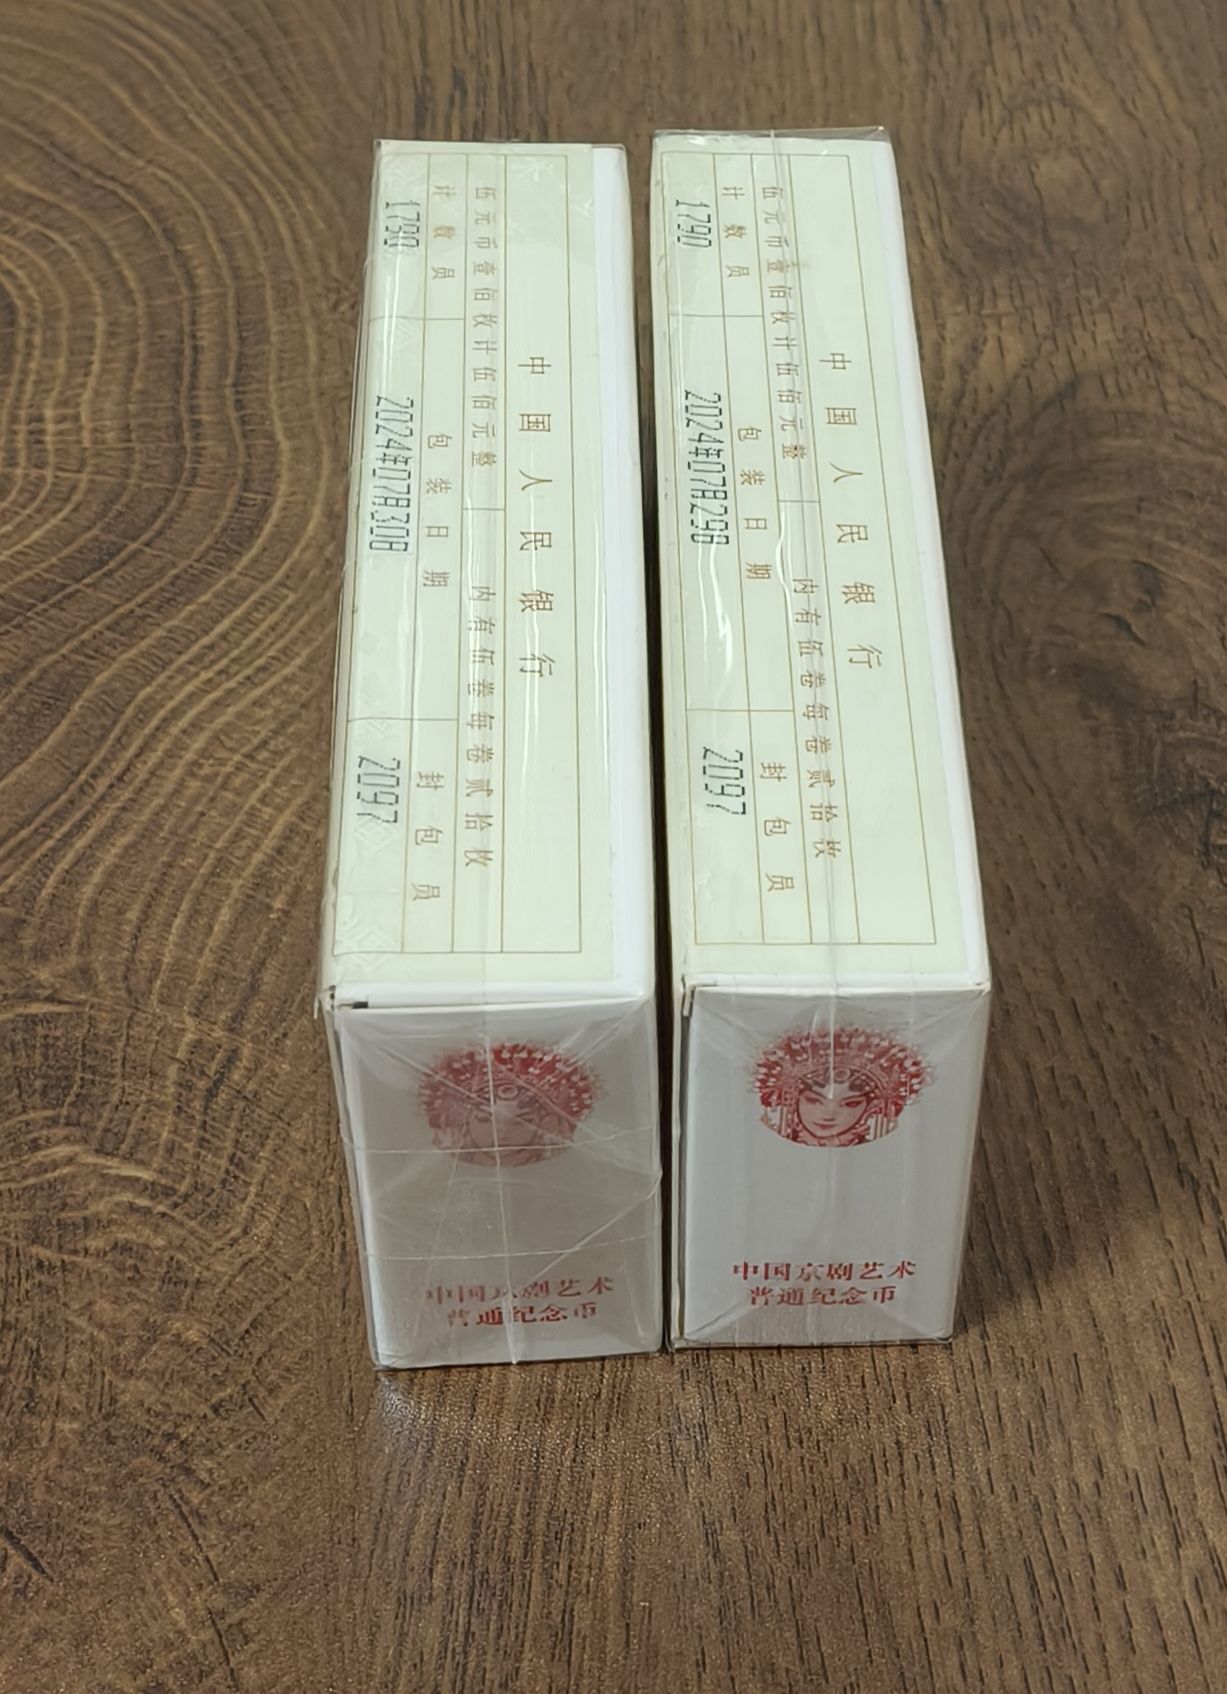 中国人民银行
伍元币壹佰枚计伍佰元整
内有伍卷每卷贰拾枚
计数员
包装日期
封包员
1790
2024年07月30日
2097
中国京剧艺术
普通纪念币
中国人民银行
伍元币壹佰枚计伍佰元整
内有伍卷每卷贰拾枚
计数员
包装日期
封包员
1790
2024年07月29日
2097
中国京剧艺术
普通纪念币